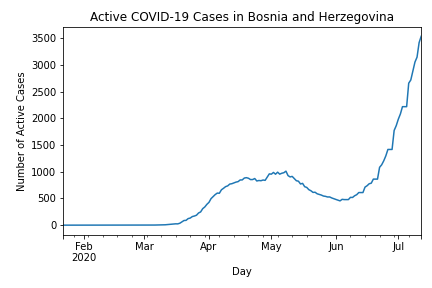 Active COVID-19 Cases in Bosnia and Herzegovina
3500
3000
2500
2000
1500
1000
500
0
Number of Active Cases
Feb
2020
Mar
Apr
May
Jun
Jul
Day